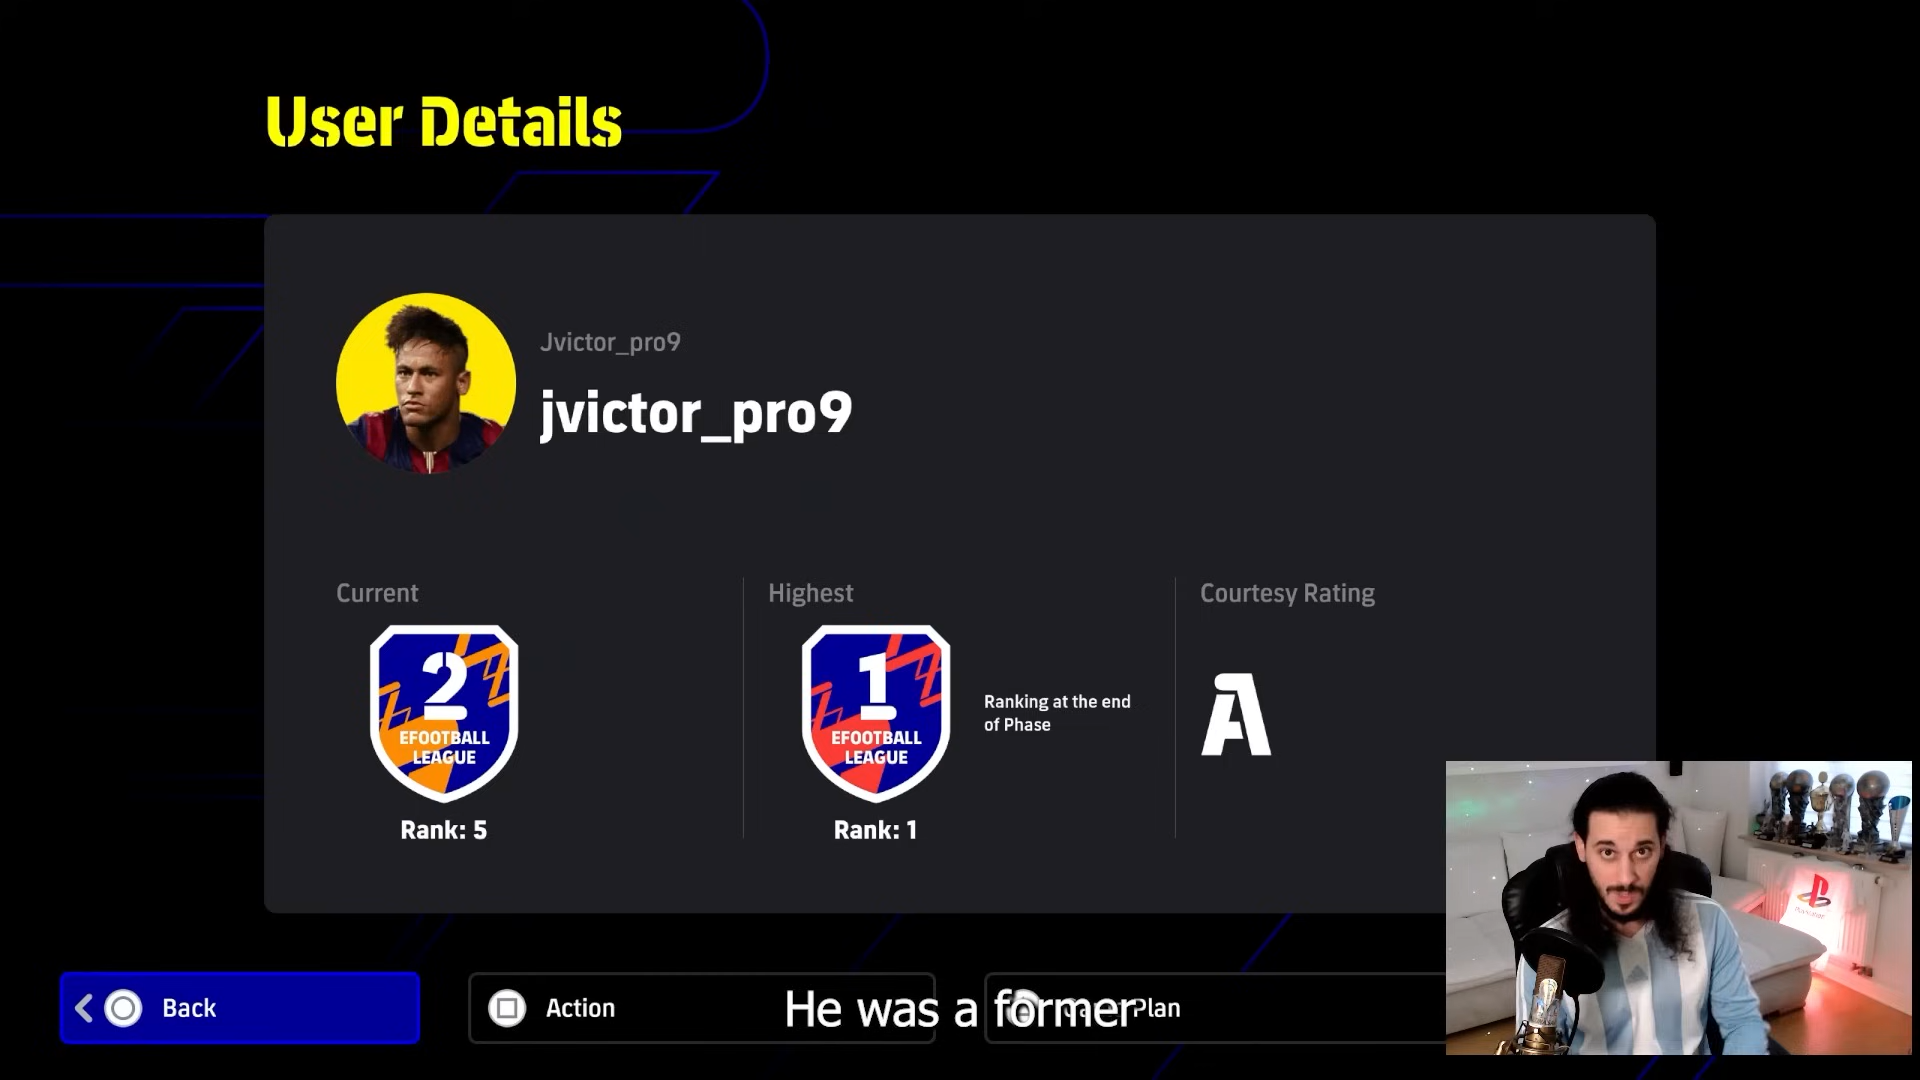 User Details
Jvictor_pro9
jvictor_pro9
Current
Highest
Courtesy Rating
2
EFOOTBALL
LEAGUE
Rank: 5
1
EFOOTBALL
LEAGUE
Rank: 1
Ranking at the end
of Phase
A
Back
Action
Plan
He was a former